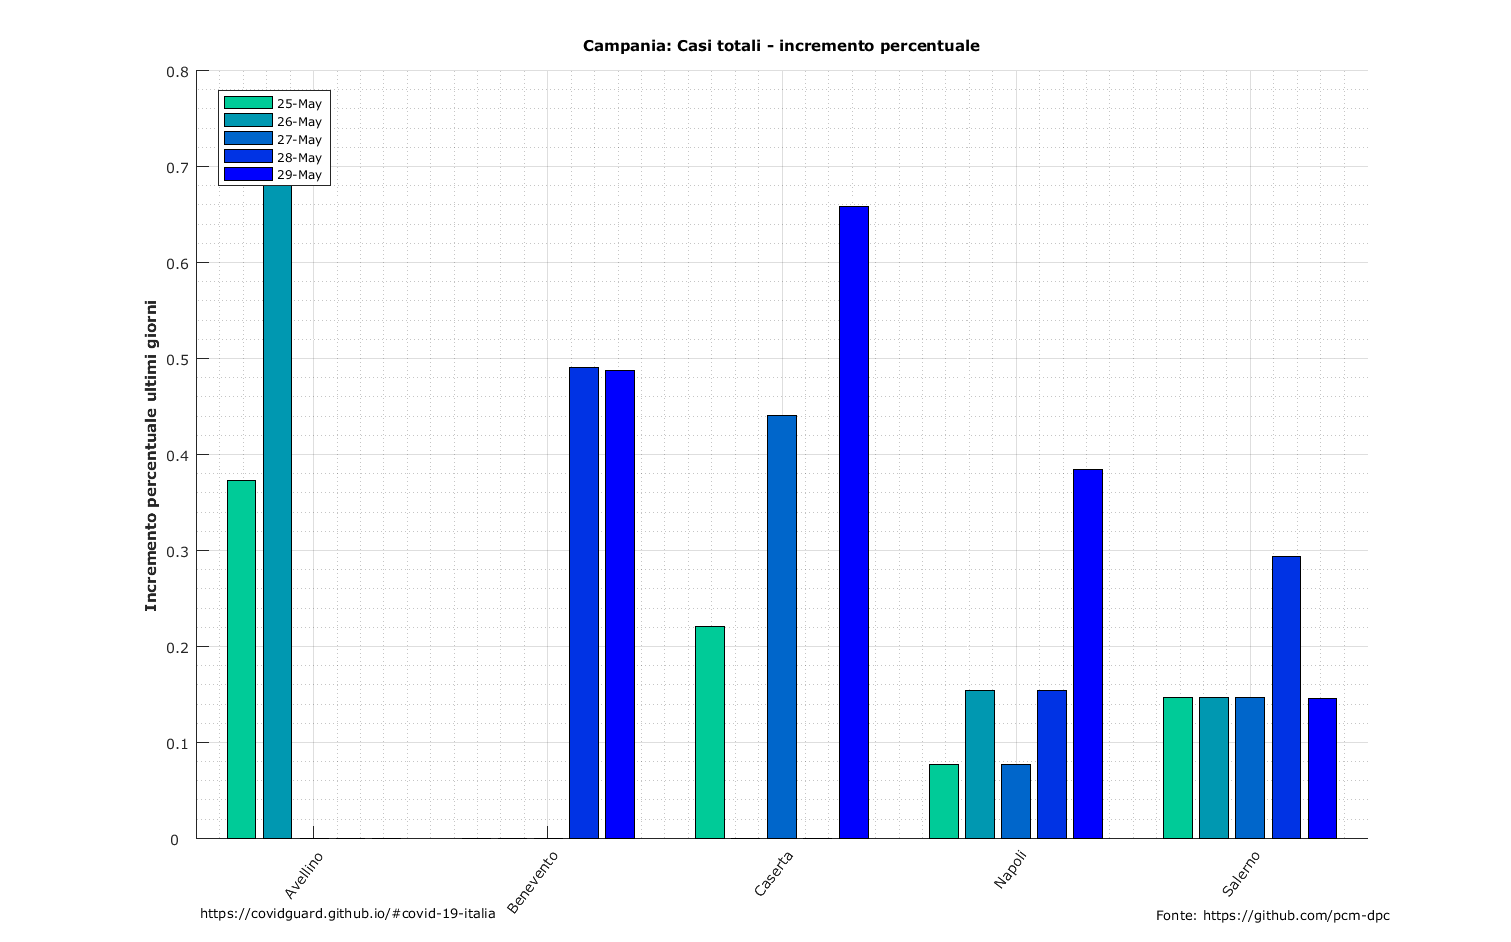 Campania: Casi totali - incremento percentuale
0.8
0.7
0.6
0.5
0.4
0.3
0.2
0.1
0
Incremento percentuale ultimi giorni
25-May
26-May
27-May
28-May
29-May
Avellino
Benevento
Caserta
Napoli
Salerno
https://covidguard.github.io/#covid-19-italia
Fonte: https://github.com/pcm-dpc